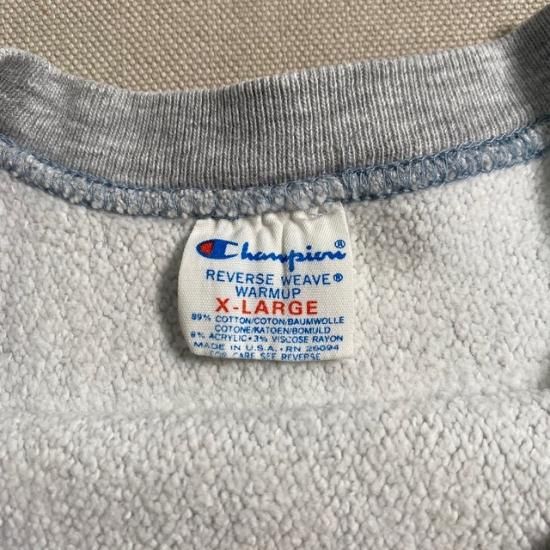 Champion®
REVERSE WEAVE®
WARMUP
X-LARGE
89% COTTON/COTON/BAUMWOLLE
COTONE/KATOEN/BOMULD
8% ACRYLIC•3% VISCOSE RAYON
MADE IN U.S.A.•RN 26094
FOR CARE SEE REVERSE